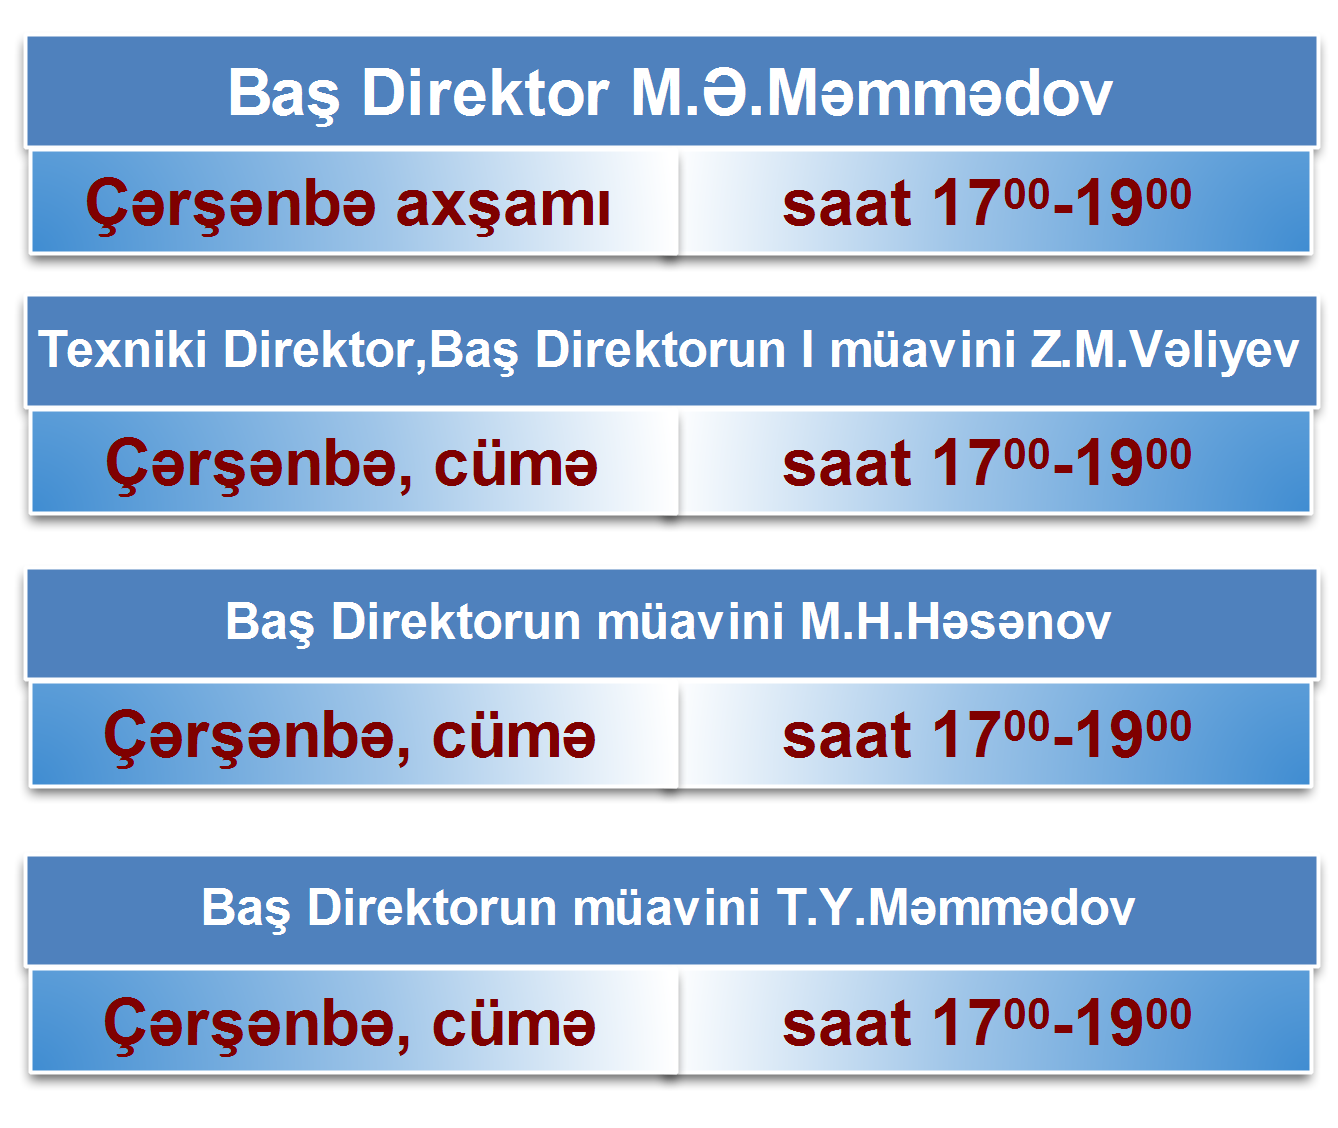 Baş Direktor M.Ə.Məmmədov
Çərşənbə axşamı saat 17⁰⁰-19⁰⁰
Texniki Direktor,Baş Direktorun I müavini Z.M.Vəliyev
Çərşənbə, cümə saat 17⁰⁰-19⁰⁰
Baş Direktorun müavini M.H.Həsənov
Çərşənbə, cümə saat 17⁰⁰-19⁰⁰
Baş Direktorun müavini T.Y.Məmmədov
Çərşənbə, cümə saat 17⁰⁰-19⁰⁰